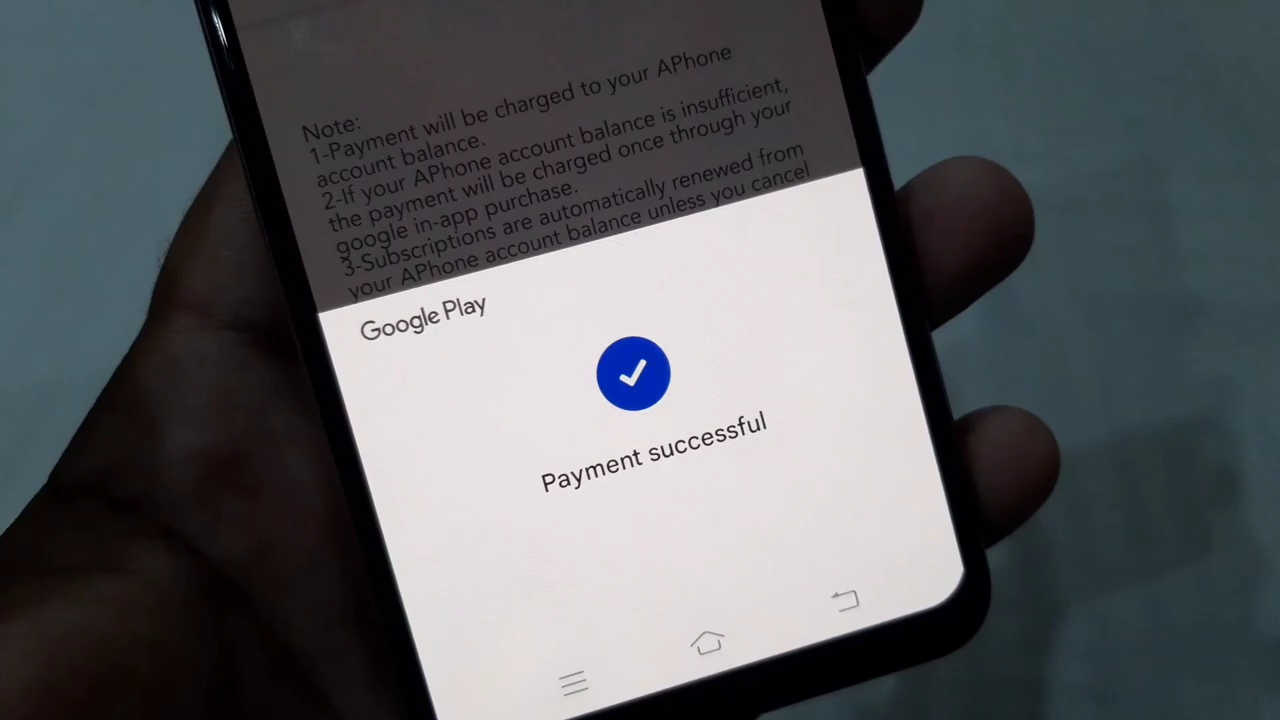 Note:
1-Payment will be charged to your APhone
account balance.
2-If your APhone account balance is insufficient,
the payment will be charged once through your
google in-app purchase.
3-Subscriptions are automatically renewed from
your APhone account balance unless you cancel
Google Play
Payment successful